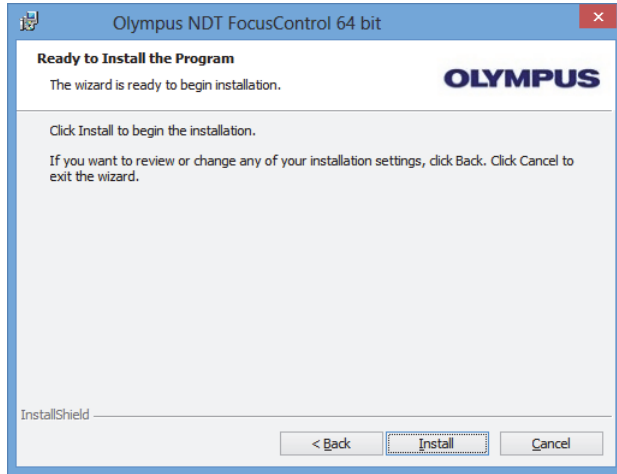 Olympus NDT FocusControl 64 bit
Ready to Install the Program
The wizard is ready to begin installation.
OLYMPUS
Click Install to begin the installation.
If you want to review or change any of your installation settings, click Back. Click Cancel to
exit the wizard.
InstallShield
< Back
Install
Cancel